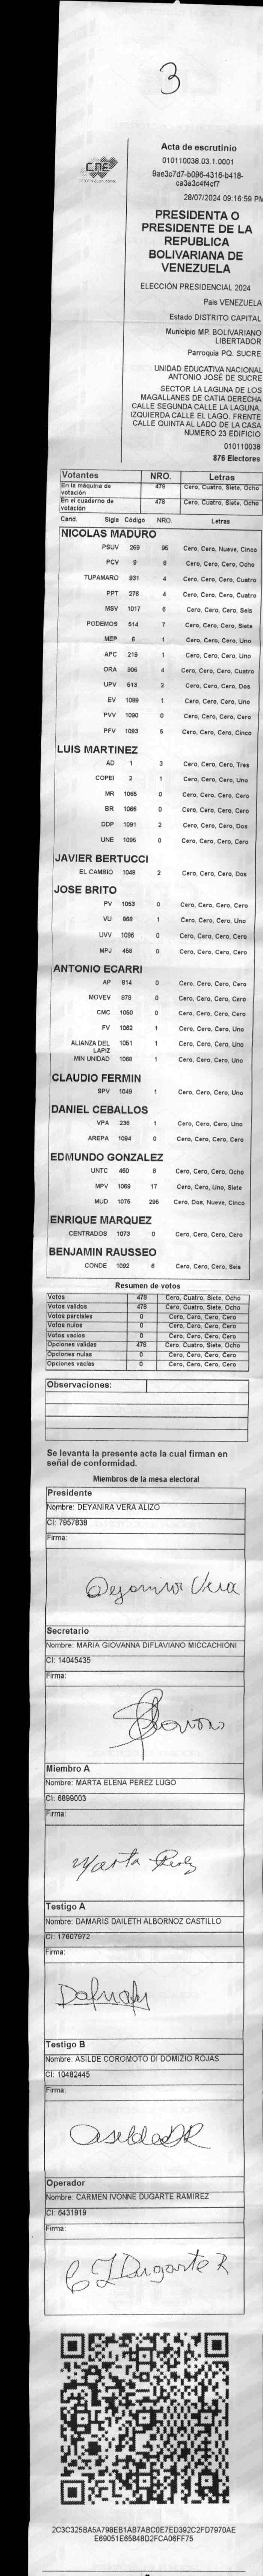 3
CNE
Acta de escrutinio
010110038.03.1.0001
9ae3c7d7-b096-4316-b418-
ca3a3c4f4cf7
28/07/2024 09:16:59 PM
PRESIDENTA O
PRESIDENTE DE LA
REPUBLICA
BOLIVARIANA DE
VENEZUELA
ELECCIÓN PRESIDENCIAL 2024
Pais VENEZUELA
Estado DISTRITO CAPITAL
Municipio MP. BOLIVARIANO
LIBERTADOR
Parroquia PQ. SUCRE
UNIDAD EDUCATIVA NACIONAL
ANTONIO JOSÉ DE SUCRE
SECTOR LA LAGUNA DE LOS
MAGALLANES DE CATIA DERECHA
CALLE SEGUNDA CALLE LA LAGUNA.
IZQUIERDA CALLE EL LAGO. FRENTE
CALLE QUINTA AL LADO DE LA CASA
NUMERO 23 EDIFICIO
010110038
876 Electores
Votantes NRO. Letras
En la máquina de votación 478 Cero, Cuatro, Siete, Ocho
En el cuaderno de votación 478 Cero, Cuatro, Siete, Ocho
Cand. Sigla Código NRO. Letras
NICOLAS MADURO
PSUV 269 95 Cero, Cero, Nueve, Cinco
PCV 9 8 Cero, Cero, Cero, Ocho
TUPAMARO 931 4 Cero, Cero, Cero, Cuatro
PPT 276 4 Cero, Cero, Cero, Cuatro
MSV 1017 6 Cero, Cero, Cero, Seis
PODEMOS 514 7 Cero, Cero, Cero, Siete
MEP 6 1 Cero, Cero, Cero, Uno
APC 219 1 Cero, Cero, Cero, Uno
ORA 906 4 Cero, Cero, Cero, Cuatro
UPV 613 2 Cero, Cero, Cero, Dos
EV 1089 1 Cero, Cero, Cero, Uno
PVV 1090 0 Cero, Cero, Cero, Cero
PFV 1093 5 Cero, Cero, Cero, Cinco
LUIS MARTINEZ
AD 1 3 Cero, Cero, Cero, Tres
COPEI 2 1 Cero, Cero, Cero, Uno
MR 1065 0 Cero, Cero, Cero, Cero
BR 1066 0 Cero, Cero, Cero, Cero
DDP 1091 2 Cero, Cero, Cero, Dos
UNE 1095 0 Cero, Cero, Cero, Cero
JAVIER BERTUCCI
EL CAMBIO 1048 2 Cero, Cero, Cero, Dos
JOSE BRITO
PV 1053 0 Cero, Cero, Cero, Cero
VU 868 1 Cero, Cero, Cero, Uno
UVV 1096 0 Cero, Cero, Cero, Cero
MPJ 458 0 Cero, Cero, Cero, Cero
ANTONIO ECARRI
AP 814 0 Cero, Cero, Cero, Cero
MOVEV 879 0 Cero, Cero, Cero, Cero
CMC 1050 0 Cero, Cero, Cero, Cero
FV 1062 1 Cero, Cero, Cero, Uno
ALIANZA DEL LAPIZ 1051 1 Cero, Cero, Cero, Uno
MIN UNIDAD 1068 1 Cero, Cero, Cero, Uno
CLAUDIO FERMIN
SPV 1049 1 Cero, Cero, Cero, Uno
DANIEL CEBALLOS
VPA 236 1 Cero, Cero, Cero, Uno
AREPA 1094 0 Cero, Cero, Cero, Cero
EDMUNDO GONZALEZ
UNTC 450 8 Cero, Cero, Cero, Ocho
MPV 1069 17 Cero, Cero, Uno, Siete
MUD 1075 295 Cero, Dos, Nueve, Cinco
ENRIQUE MARQUEZ
CENTRADOS 1073 0 Cero, Cero, Cero, Cero
BENJAMIN RAUSSEO
CONDE 1092 6 Cero, Cero, Cero, Seis
Resumen de votos
Votos 478 Cero, Cuatro, Siete, Ocho
Votos validos 478 Cero, Cuatro, Siete, Ocho
Votos parciales 0 Cero, Cero, Cero, Cero
Votos nulos 0 Cero, Cero, Cero, Cero
Votos vacios 0 Cero, Cero, Cero, Cero
Opciones validas 478 Cero, Cuatro, Siete, Ocho
Opciones nulas 0 Cero, Cero, Cero, Cero
Opciones vacias 0 Cero, Cero, Cero, Cero
Observaciones:
Se levanta la presente acta la cual firman en
señal de conformidad.
Miembros de la mesa electoral
Presidente
Nombre: DEYANIRA VERA ALIZO
CI: 7957838
Firma:
Deyanira Vera
Secretario
Nombre: MARIA GIOVANNA DIFLAVIANO MICCACHIONI
CI: 14045435
Firma:
Miembro A
Nombre: MARTA ELENA PEREZ LUGO
CI: 6899003
Firma:
Marta Perez
Testigo A
Nombre: DAMARIS DAILETH ALBORNOZ CASTILLO
CI: 17607972
Firma:
Testigo B
Nombre: ASILDE COROMOTO DI DOMIZIO ROJAS
CI: 10482445
Firma:
Operador
Nombre: CARMEN IVONNE DUGARTE RAMIREZ
CI: 6431919
Firma:
C I Dugarte R
2C3C325BA5A798EB1AB7ABC0E7ED392C2FD7970AE
E69051E65848D2FCA06FF75